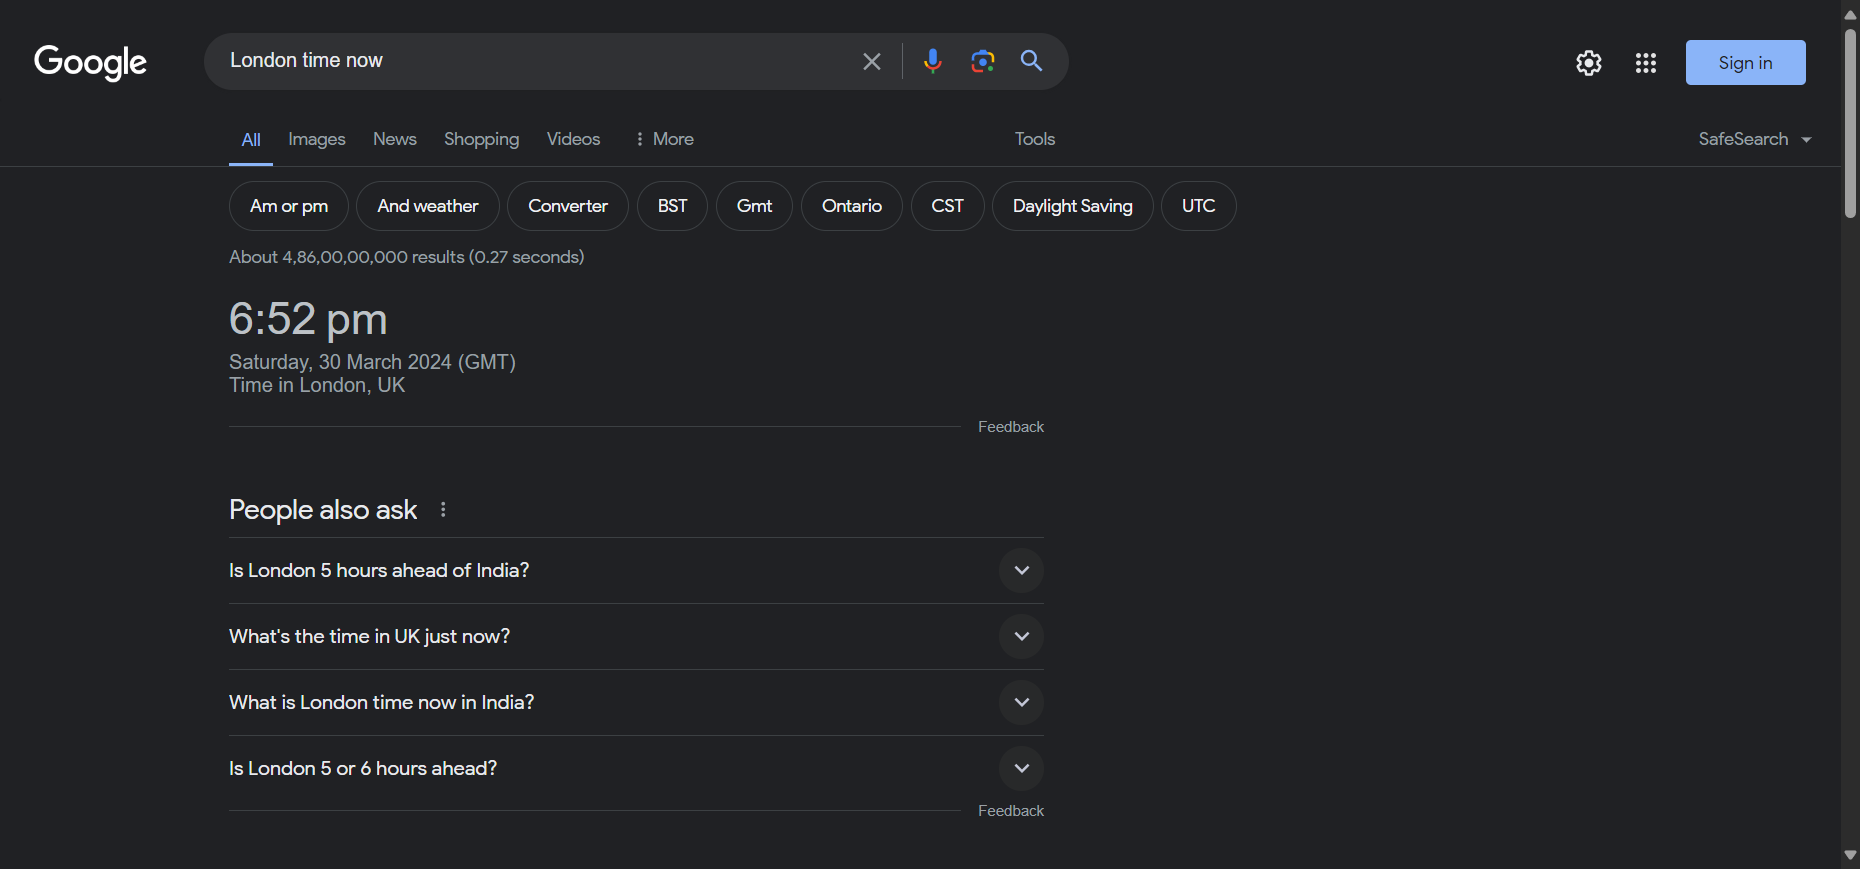 Google
London time now
Sign in
All Images News Shopping Videos More Tools SafeSearch
Am or pm And weather Converter BST Gmt Ontario CST Daylight Saving UTC
About 4,86,00,00,000 results (0.27 seconds)
6:52 pm
Saturday, 30 March 2024 (GMT)
Time in London, UK
Feedback
People also ask
Is London 5 hours ahead of India?
What's the time in UK just now?
What is London time now in India?
Is London 5 or 6 hours ahead?
Feedback